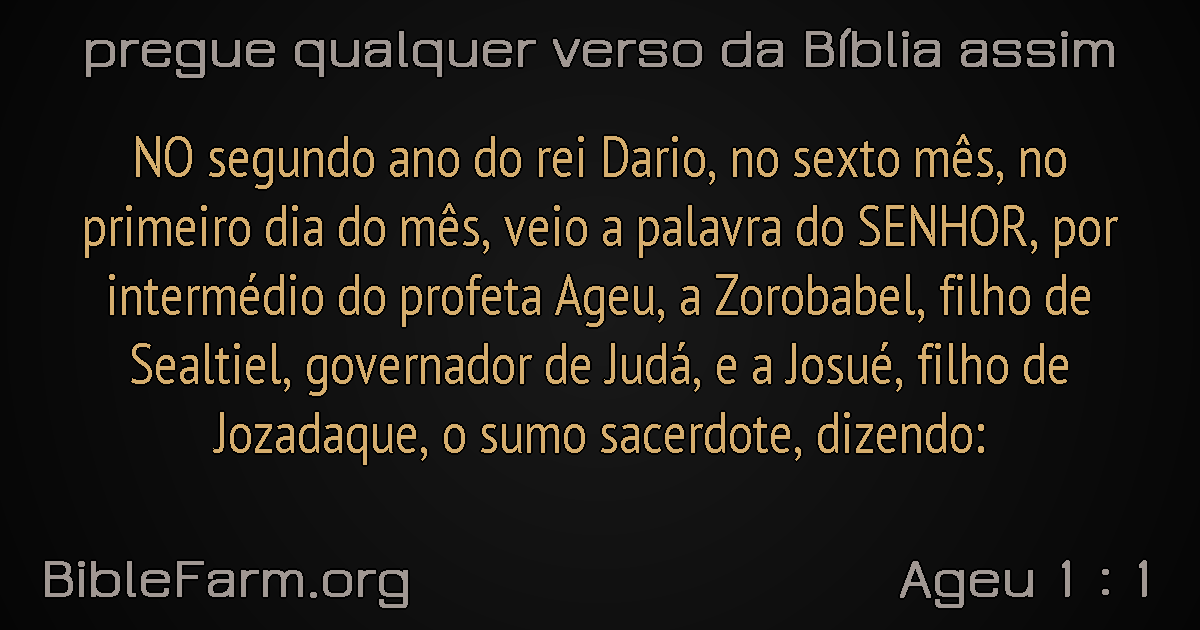 pregue qualquer verso da Bíblia assim
NO segundo ano do rei Dario, no sexto mês, no
primeiro dia do mês, veio a palavra do SENHOR, por
intermédio do profeta Ageu, a Zorobabel, filho de
Sealtiel, governador de Judá, e a Josué, filho de
Jozadaque, o sumo sacerdote, dizendo:
BibleFarm.org
Ageu 1 : 1